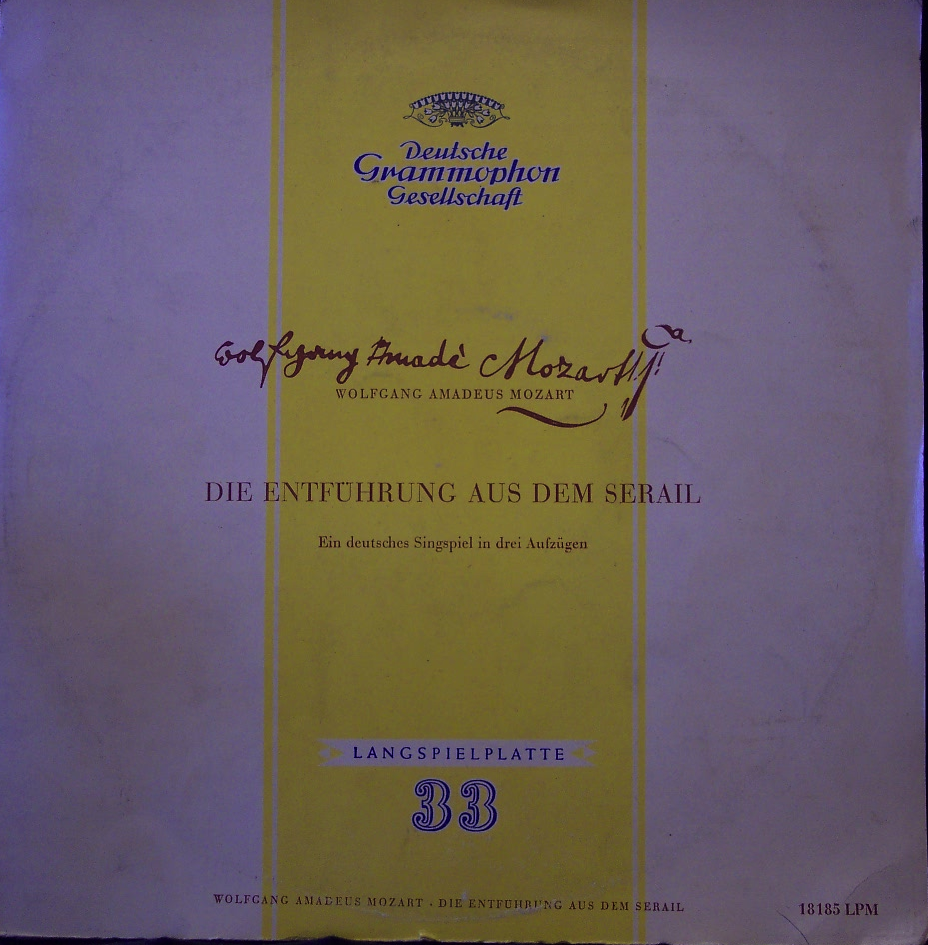 Deutsche
Grammophon
Gesellschaft
Wolfgang Amadè Mozart
WOLFGANG AMADEUS MOZART
DIE ENTFÜHRUNG AUS DEM SERAIL
Ein deutsches Singspiel in drei Aufzügen
LANGSPIELPLATTE
33
WOLFGANG AMADEUS MOZART · DIE ENTFÜHRUNG AUS DEM SERAIL
18185 LPM